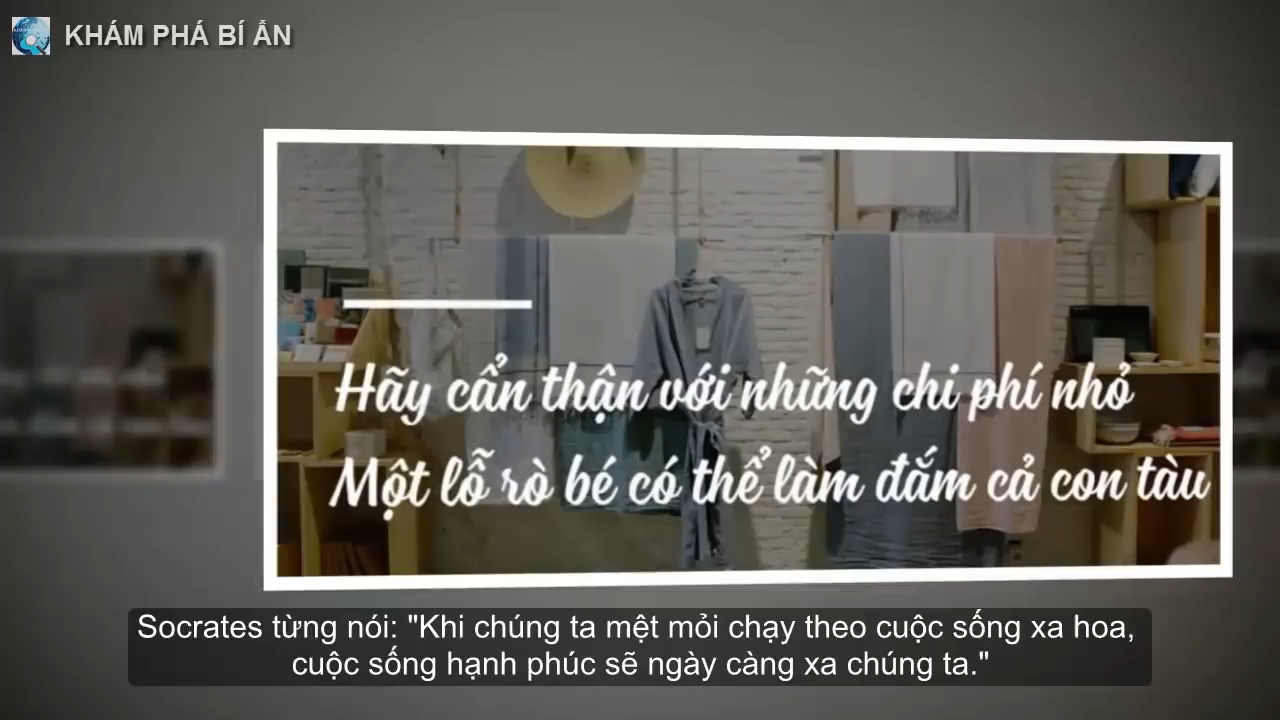 KHÁM PHÁ BÍ ẨN
Hãy cẩn thận với những chi phí nhỏ
Một lỗ rò bé có thể làm đắm cả con tàu
Socrates từng nói: "Khi chúng ta mệt mỏi chạy theo cuộc sống xa hoa,
cuộc sống hạnh phúc sẽ ngày càng xa chúng ta."